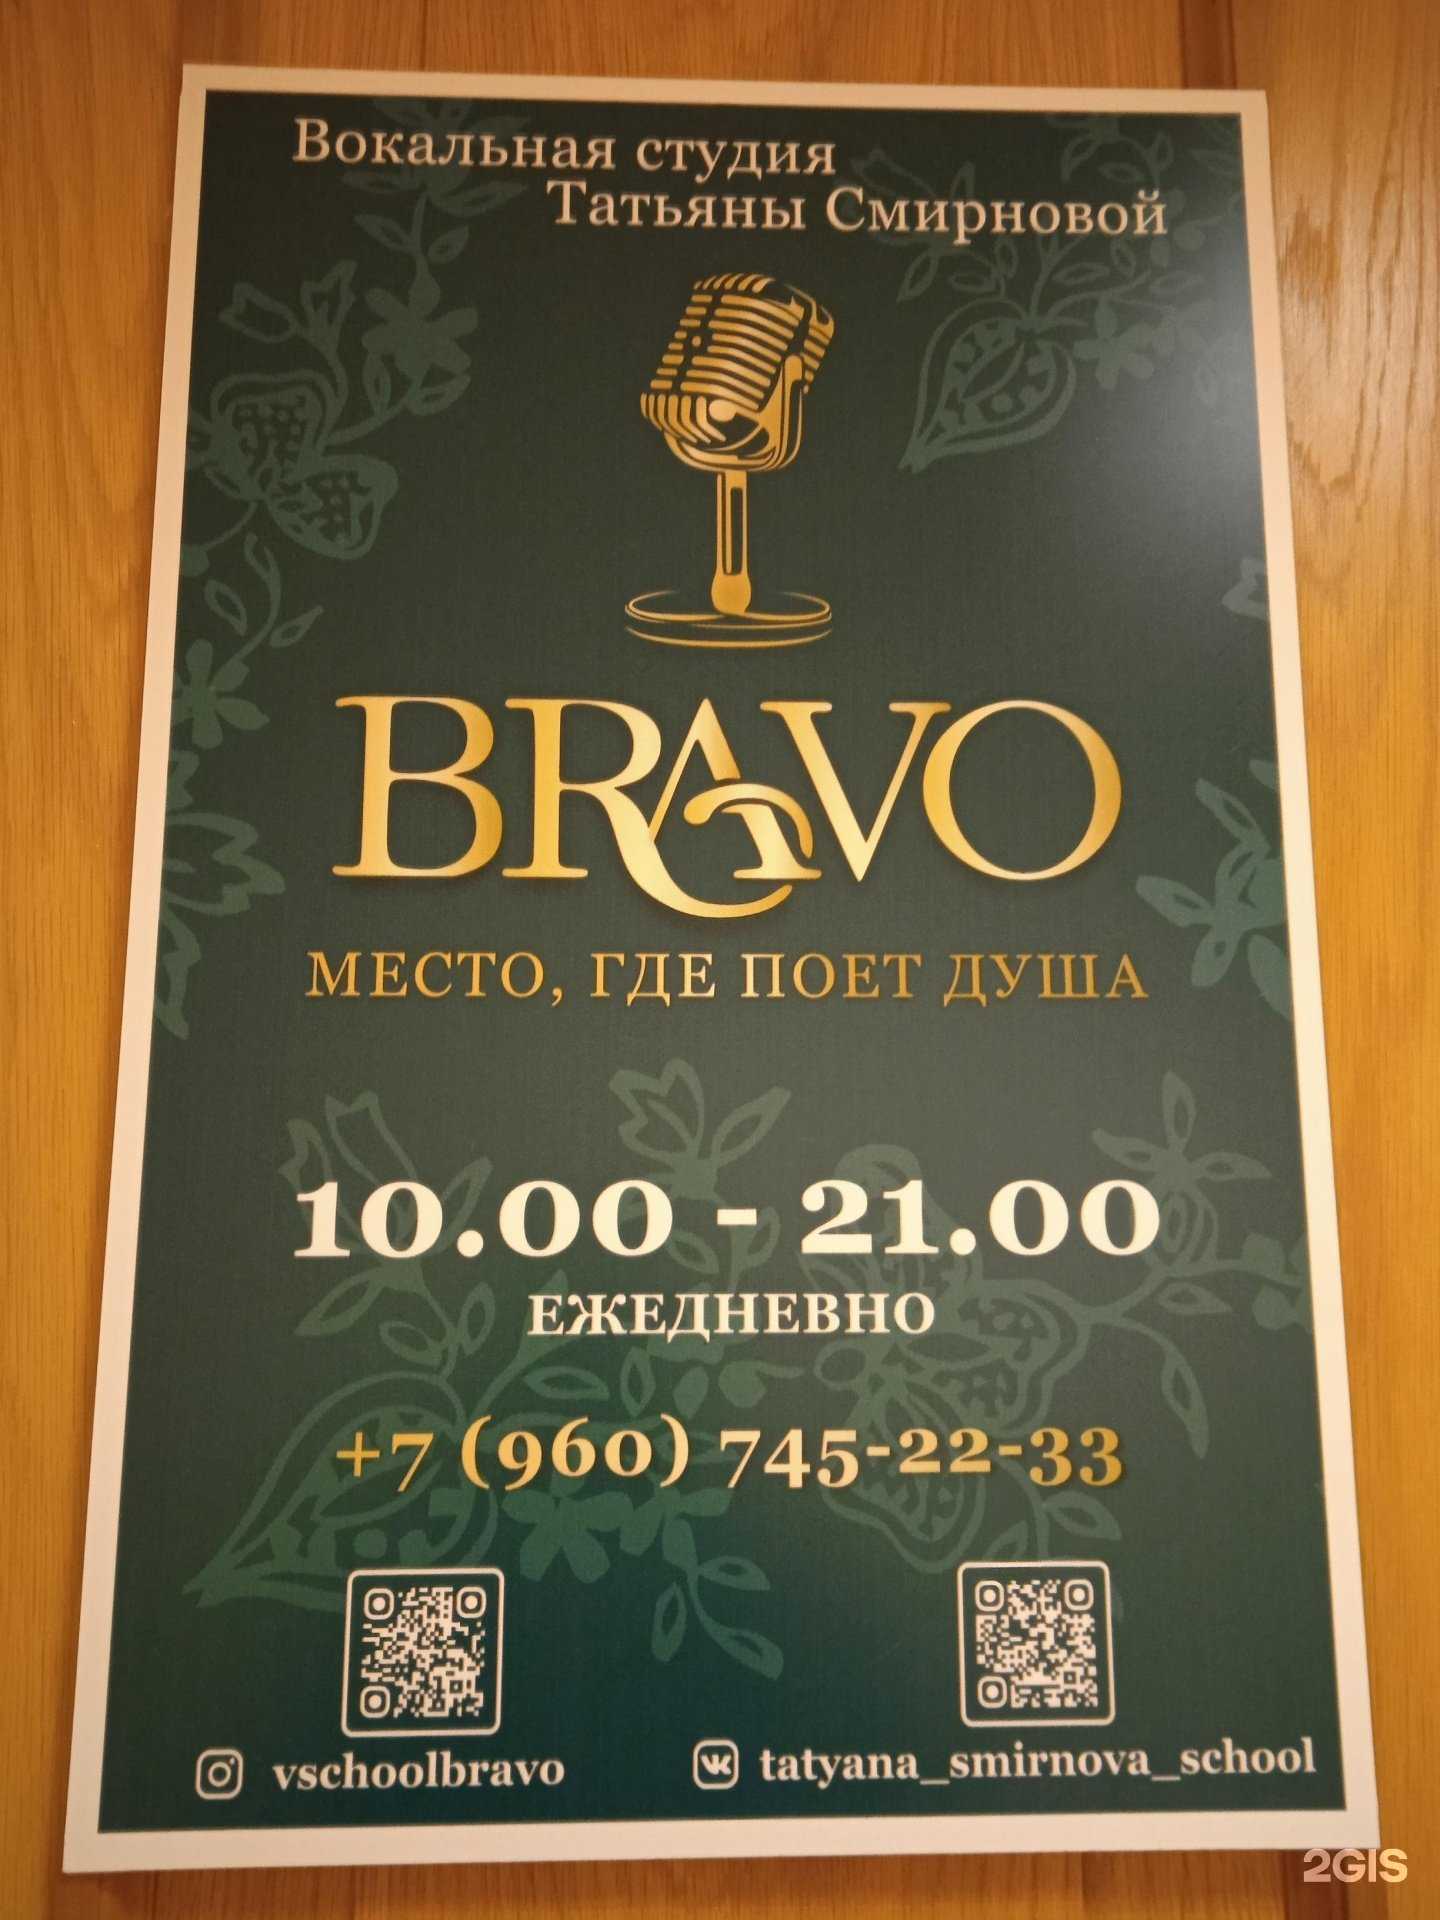 Вокальная студия
Татьяны Смирновой
BRAVO
МЕСТО, ГДЕ ПОЕТ ДУША
10.00 - 21.00
ЕЖЕДНЕВНО
+7 (960) 745-22-33
vschoolbravo
tatyana_smirnova_school
2GIS